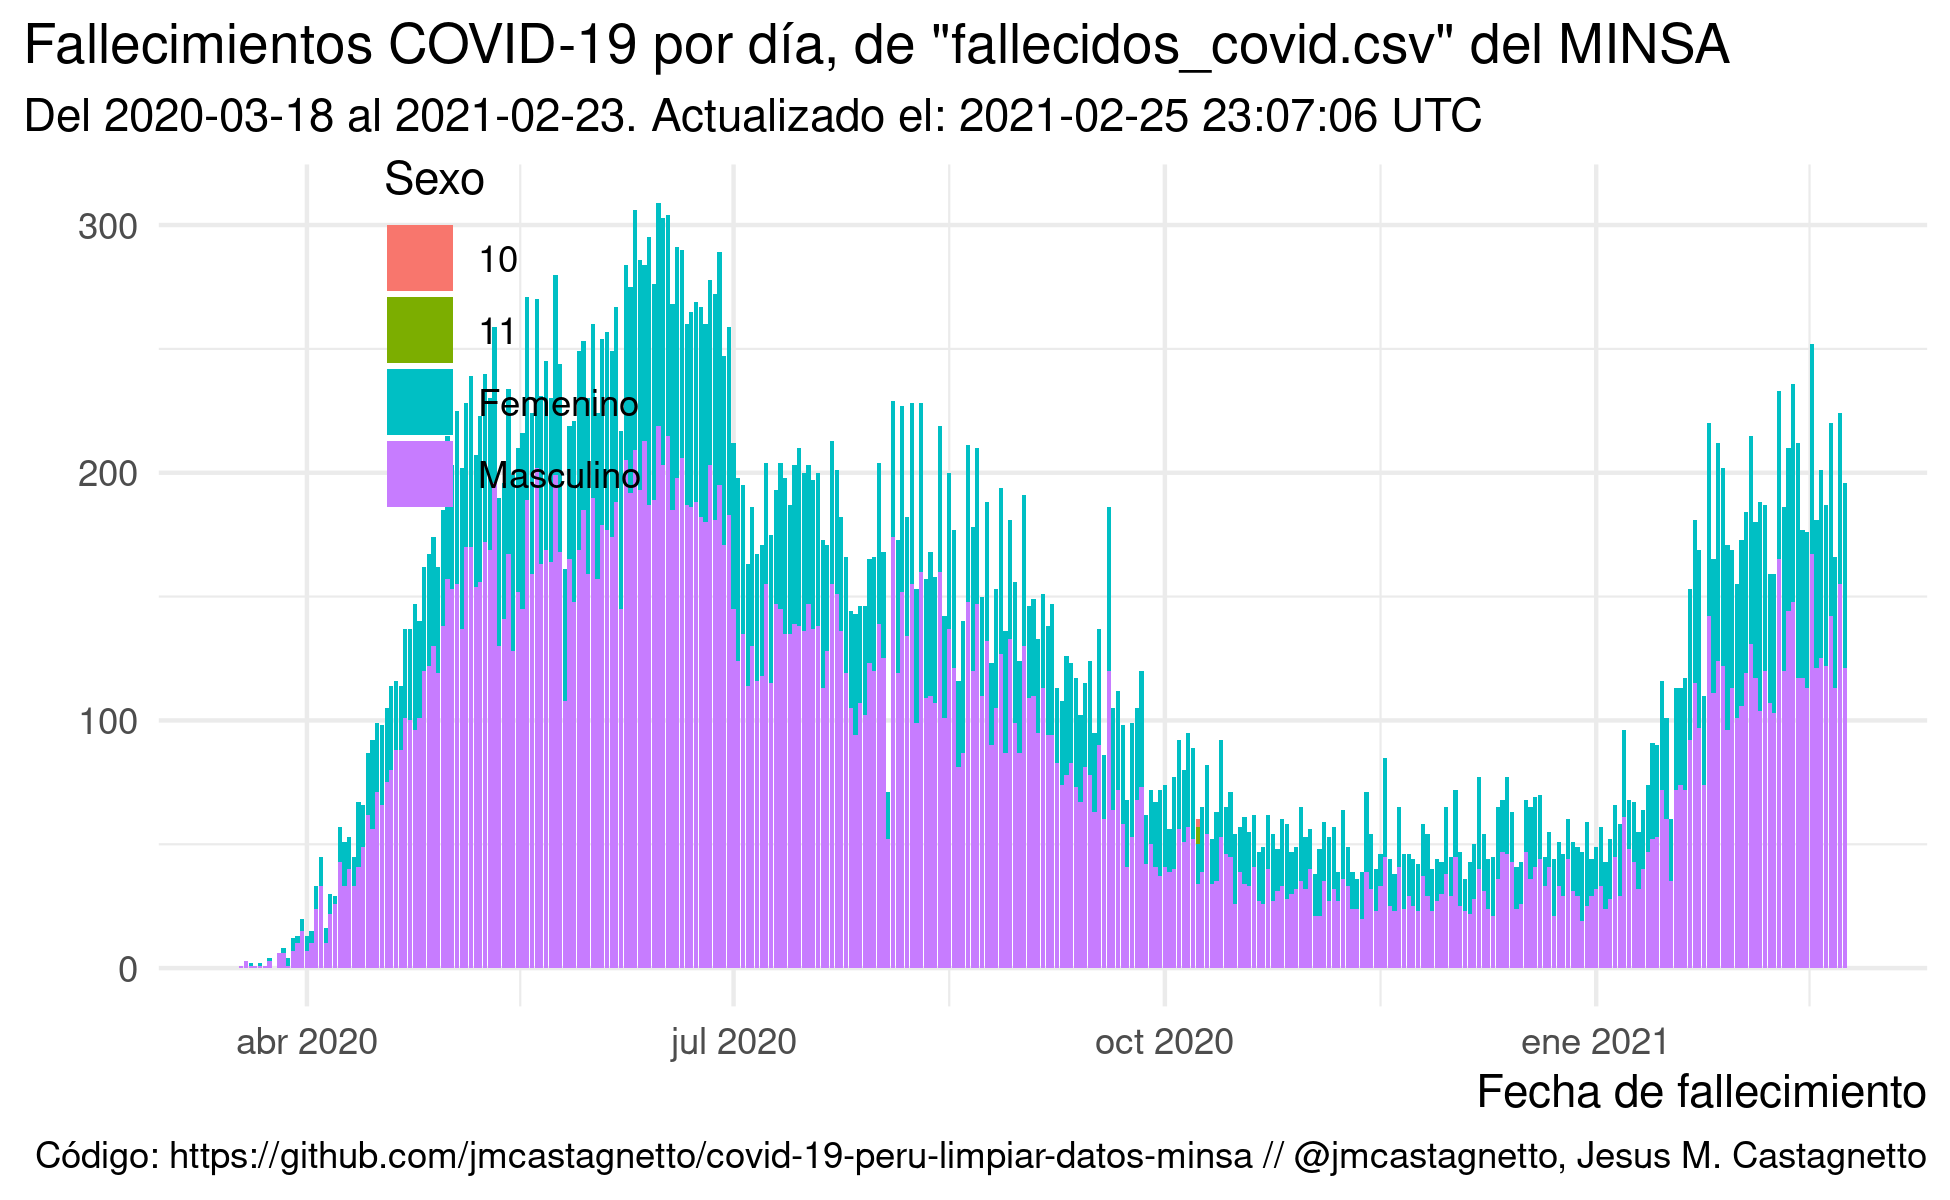 Fallecimientos COVID-19 por día, de "fallecidos_covid.csv" del MINSA
Del 2020-03-18 al 2021-02-23. Actualizado el: 2021-02-25 23:07:06 UTC
Sexo
10
11
Femenino
Masculino
300
200
100
0
abr 2020
jul 2020
oct 2020
ene 2021
Fecha de fallecimiento
Código: https://github.com/jmcastagnetto/covid-19-peru-limpiar-datos-minsa // @jmcastagnetto, Jesus M. Castagnetto